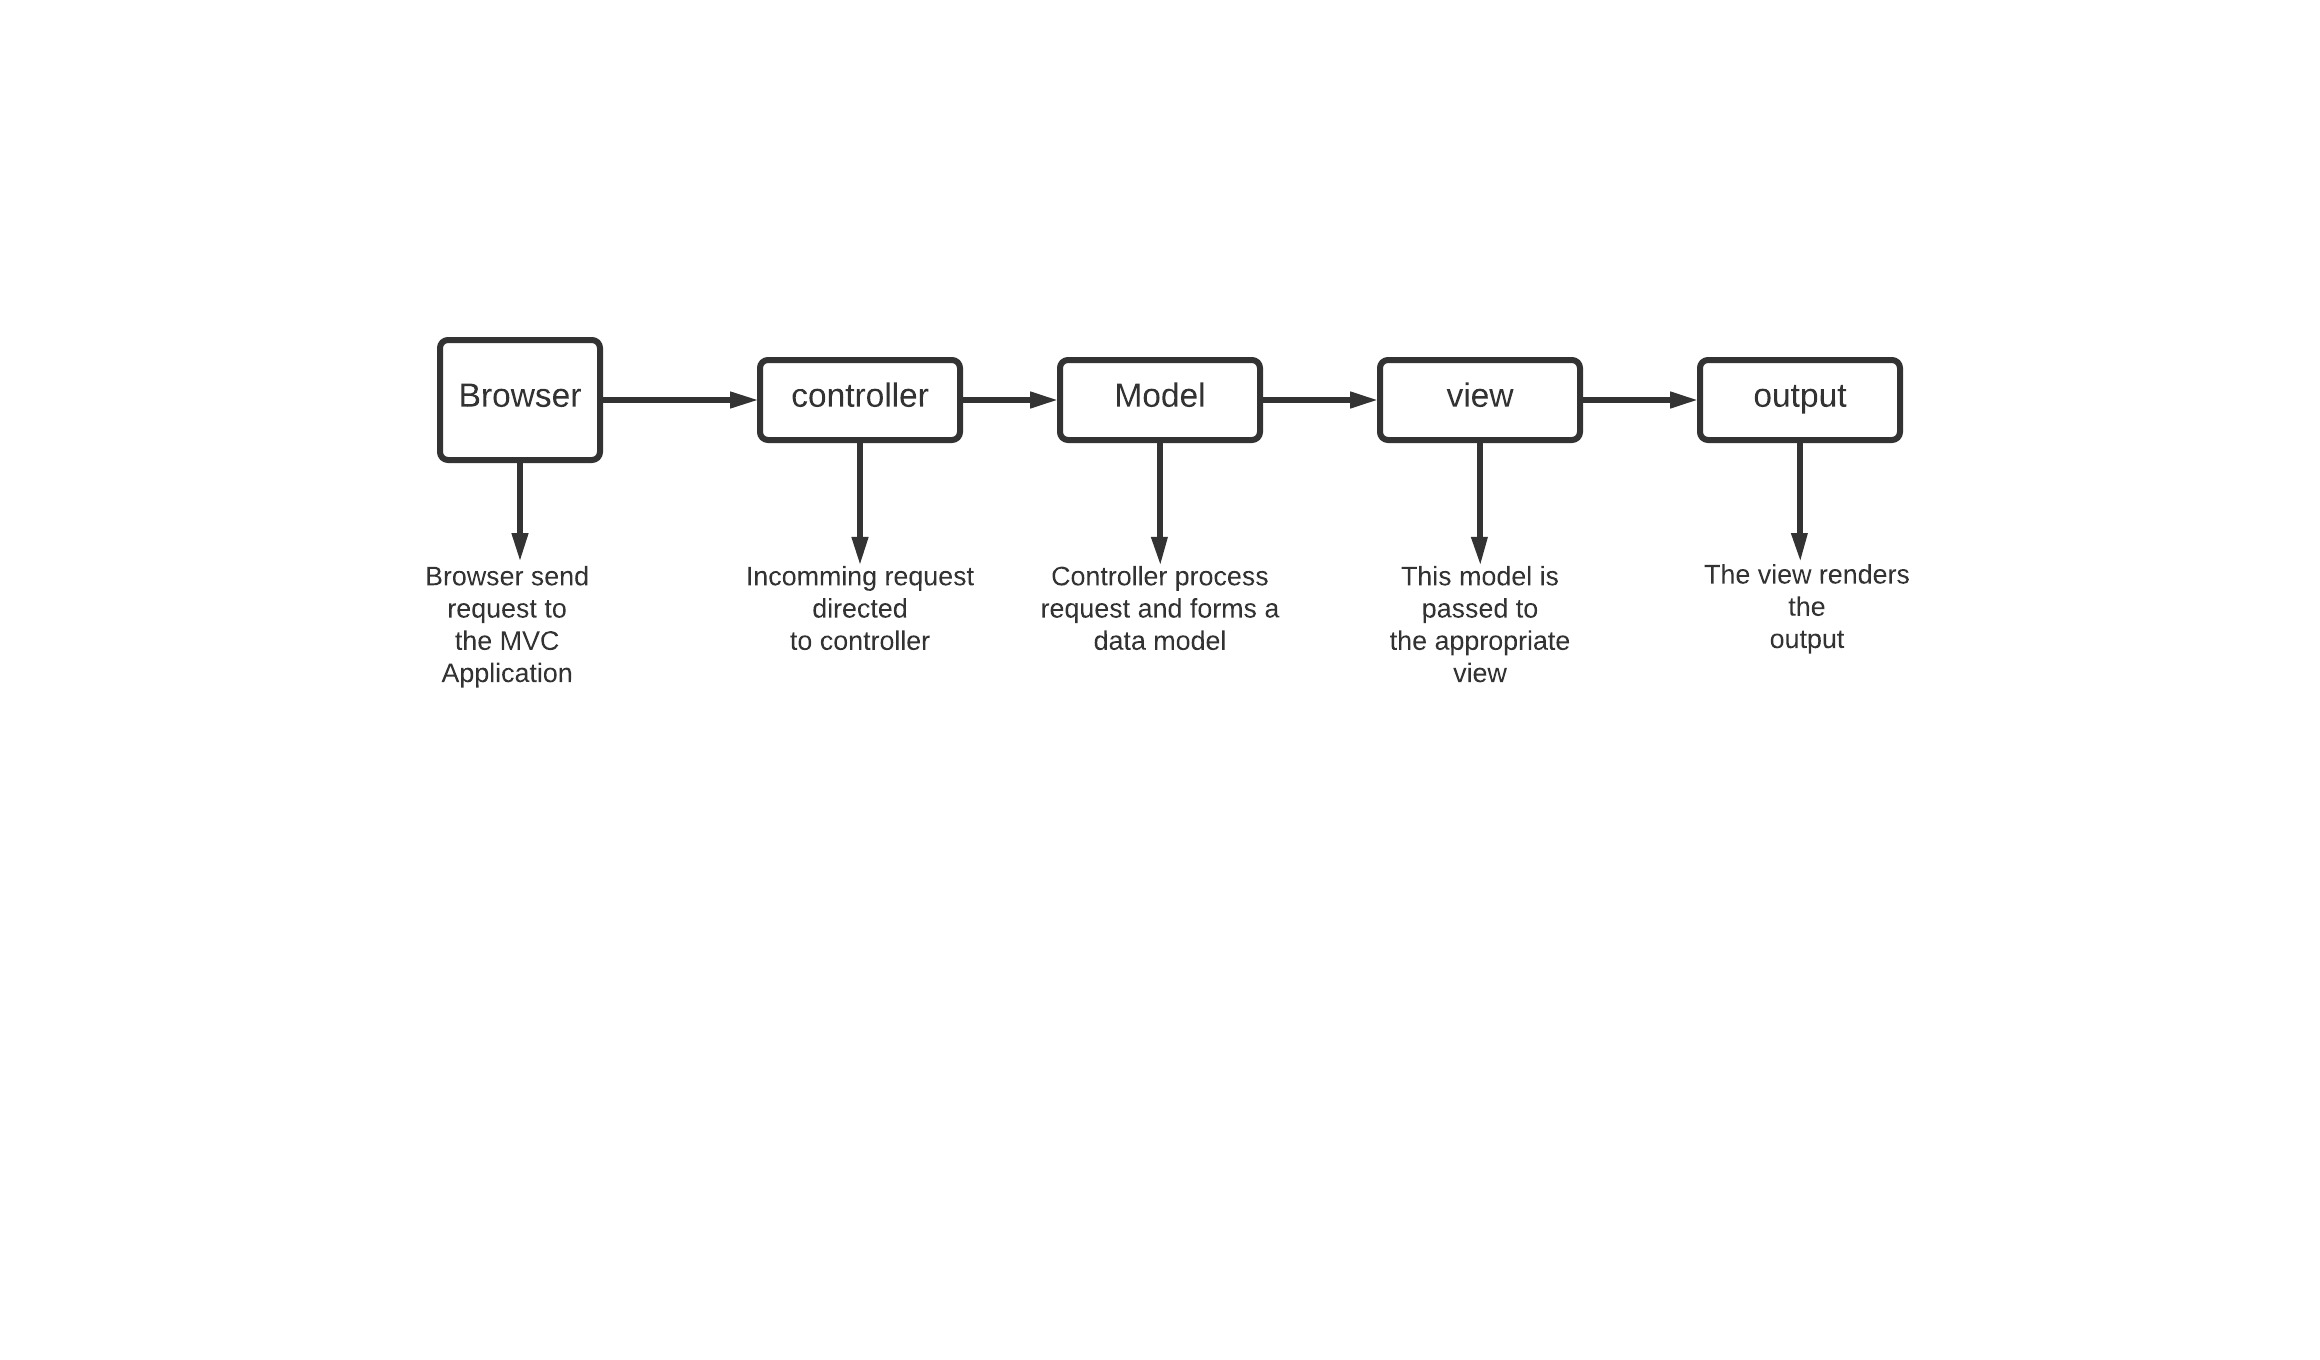 Browser
controller
Model
view
output
Browser send
request to
the MVC
Application
Incomming request
directed
to controller
Controller process
request and forms a
data model
This model is
passed to
the appropriate
view
The view renders
the
output